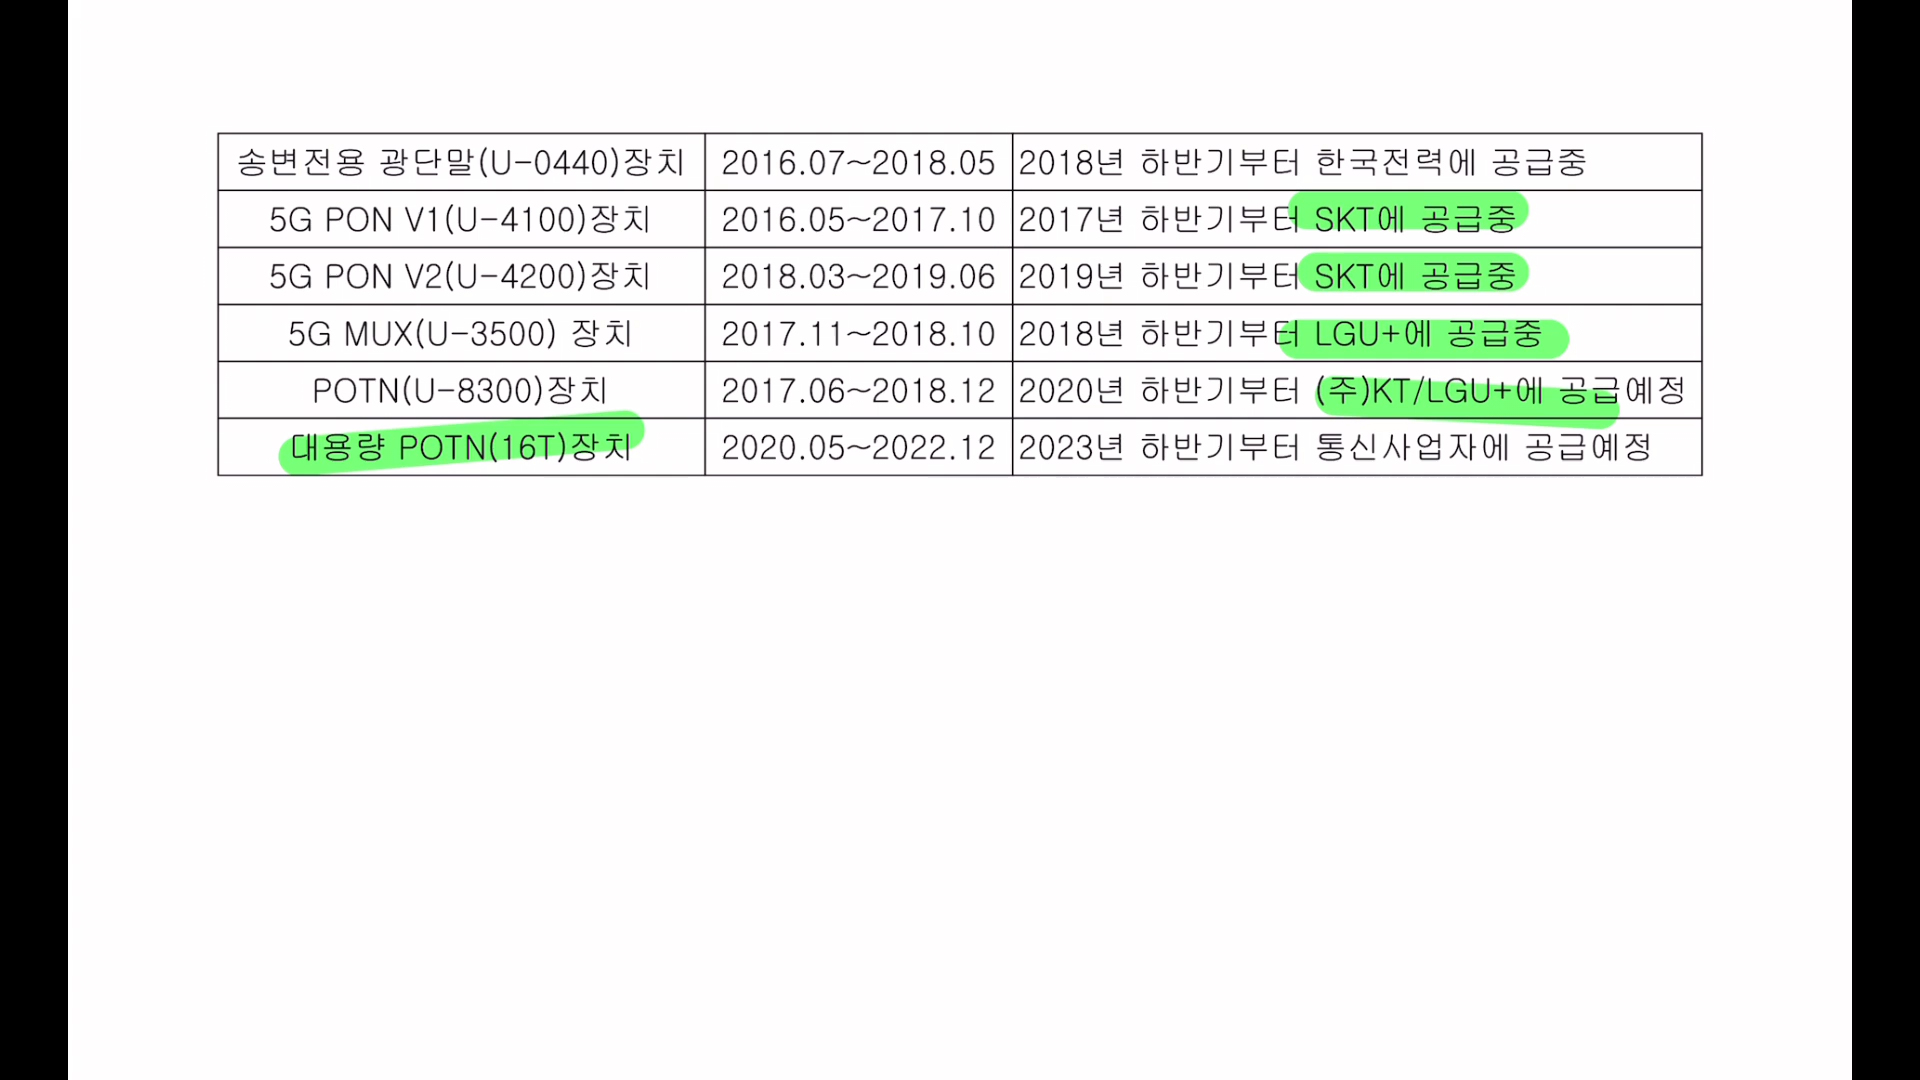 송변전용 광단말(U-0440)장치 2016.07~2018.05 2018년 하반기부터 한국전력에 공급중
5G PON V1(U-4100)장치 2016.05~2017.10 2017년 하반기부터 SKT에 공급중
5G PON V2(U-4200)장치 2018.03~2019.06 2019년 하반기부터 SKT에 공급중
5G MUX(U-3500) 장치 2017.11~2018.10 2018년 하반기부터 LGU+에 공급중
POTN(U-8300)장치 2017.06~2018.12 2020년 하반기부터 (주)KT/LGU+에 공급예정
대용량 POTN(16T)장치 2020.05~2022.12 2023년 하반기부터 통신사업자에 공급예정